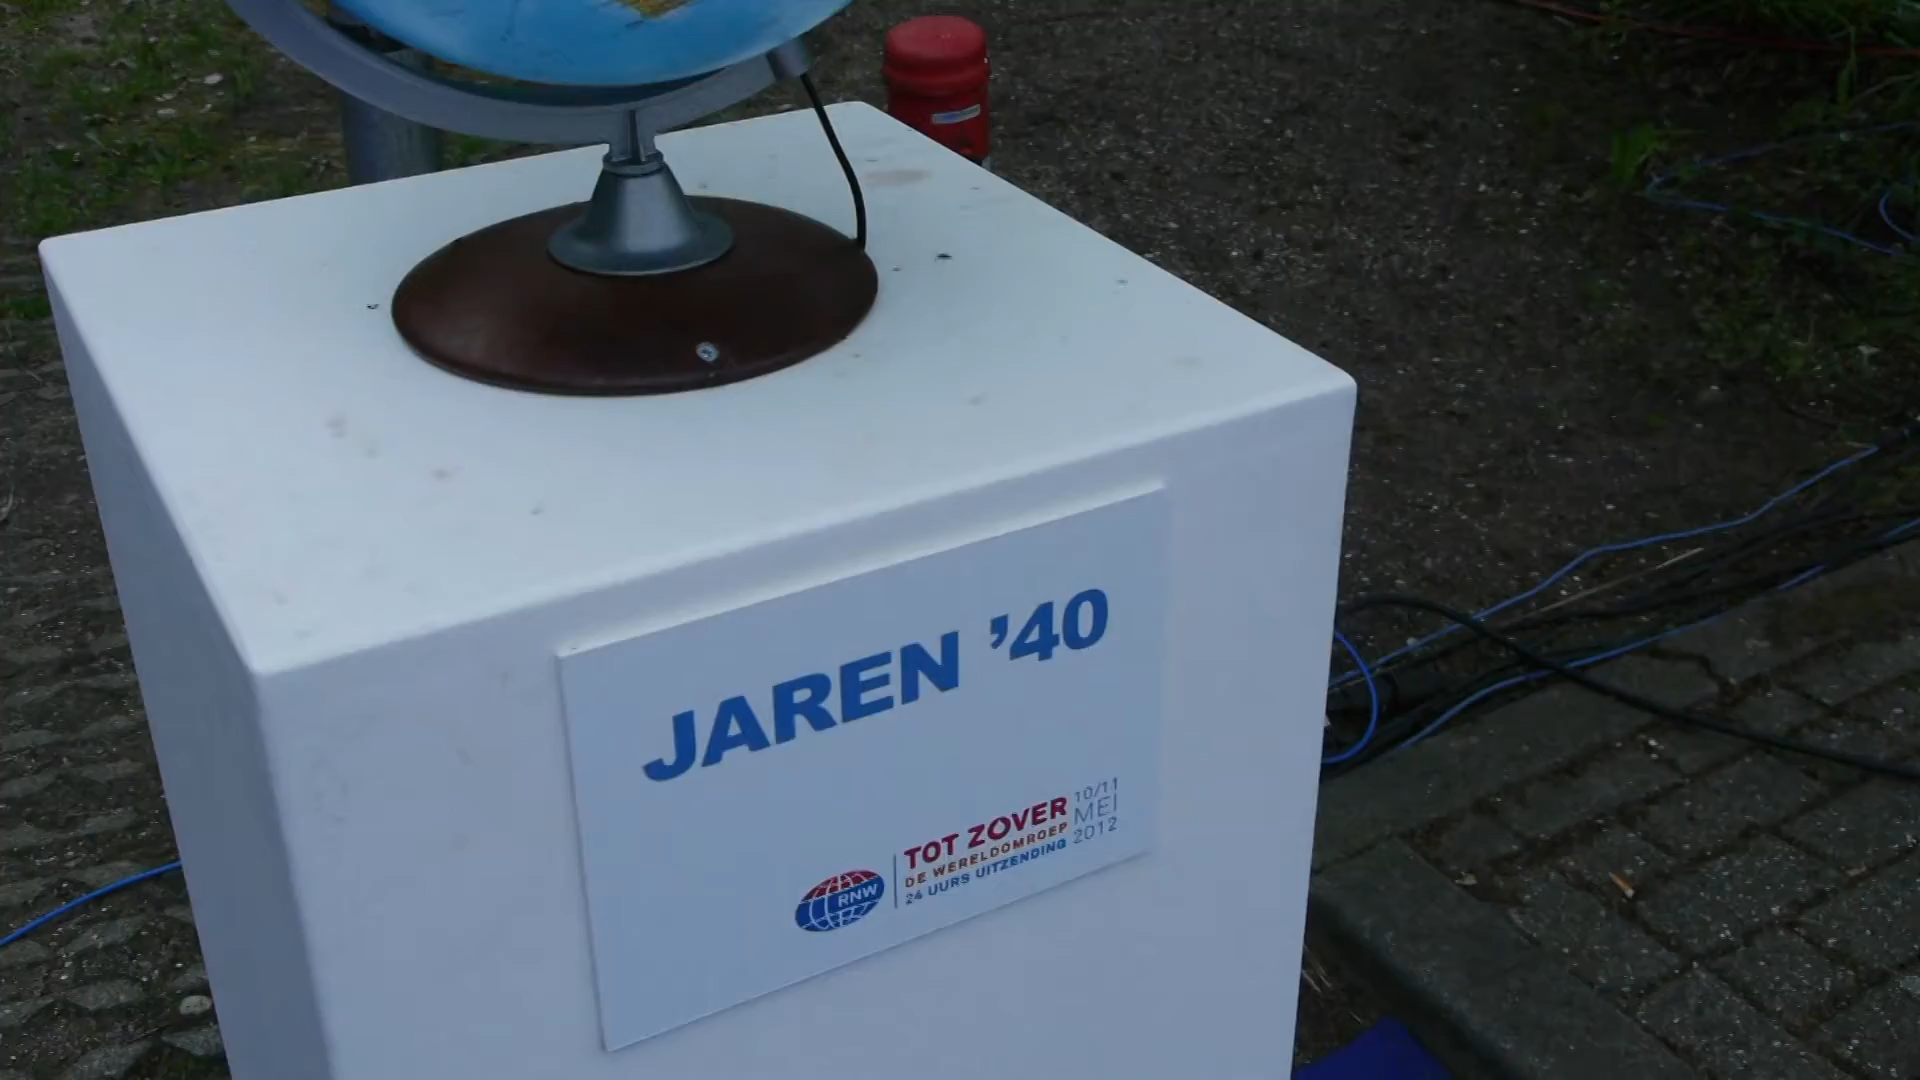 JAREN ’40
TOT ZOVER
DE WERELDOMROEP
24 UURS UITZENDING
10/11
MEI
2012
RNW